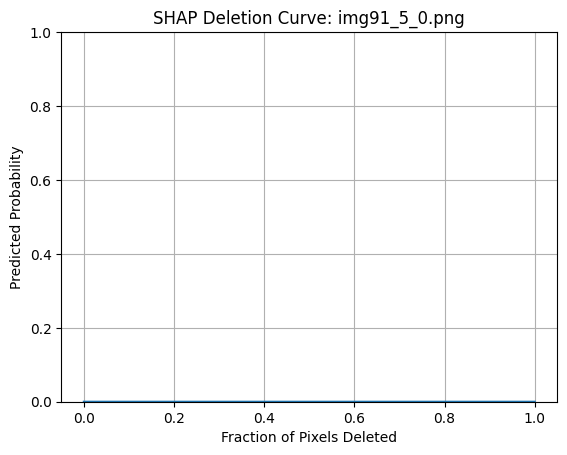 SHAP Deletion Curve: img91_5_0.png
1.0
0.8
0.6
0.4
0.2
0.0
Predicted Probability
0.0 0.2 0.4 0.6 0.8 1.0
Fraction of Pixels Deleted